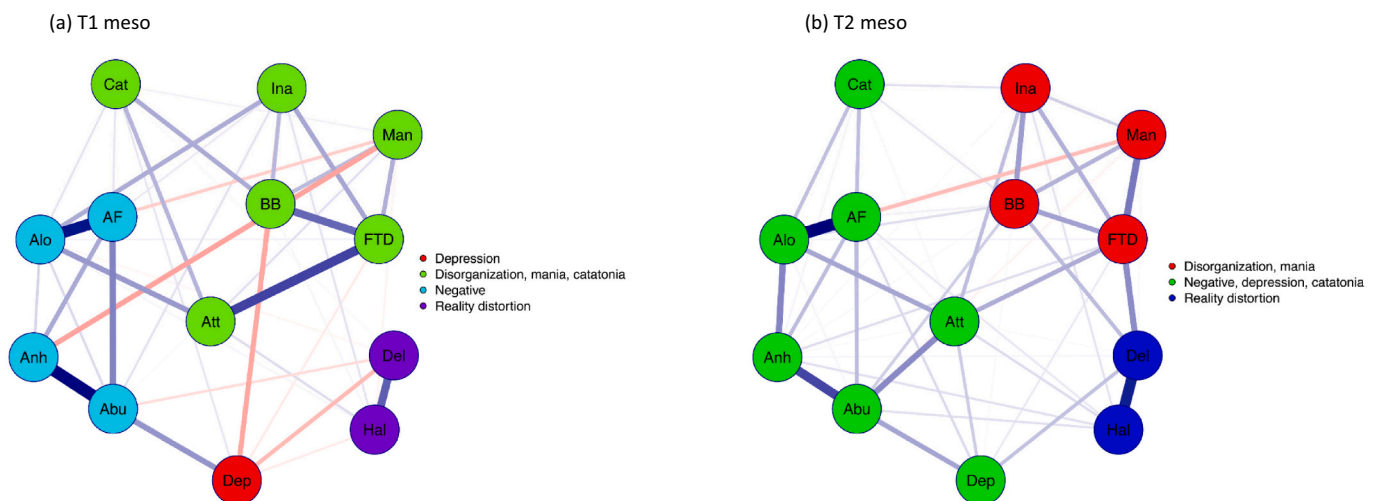 (a) T1 meso
Cat
Ina
Man
AF
BB
Alo
FTD
Depression
Disorganization, mania, catatonia
Negative
Reality distortion
Att
Anh
Del
Abu
Hal
Dep
(b) T2 meso
Cat
Ina
Man
AF
BB
Alo
FTD
Disorganization, mania
Negative, depression, catatonia
Reality distortion
Att
Anh
Del
Abu
Hal
Dep